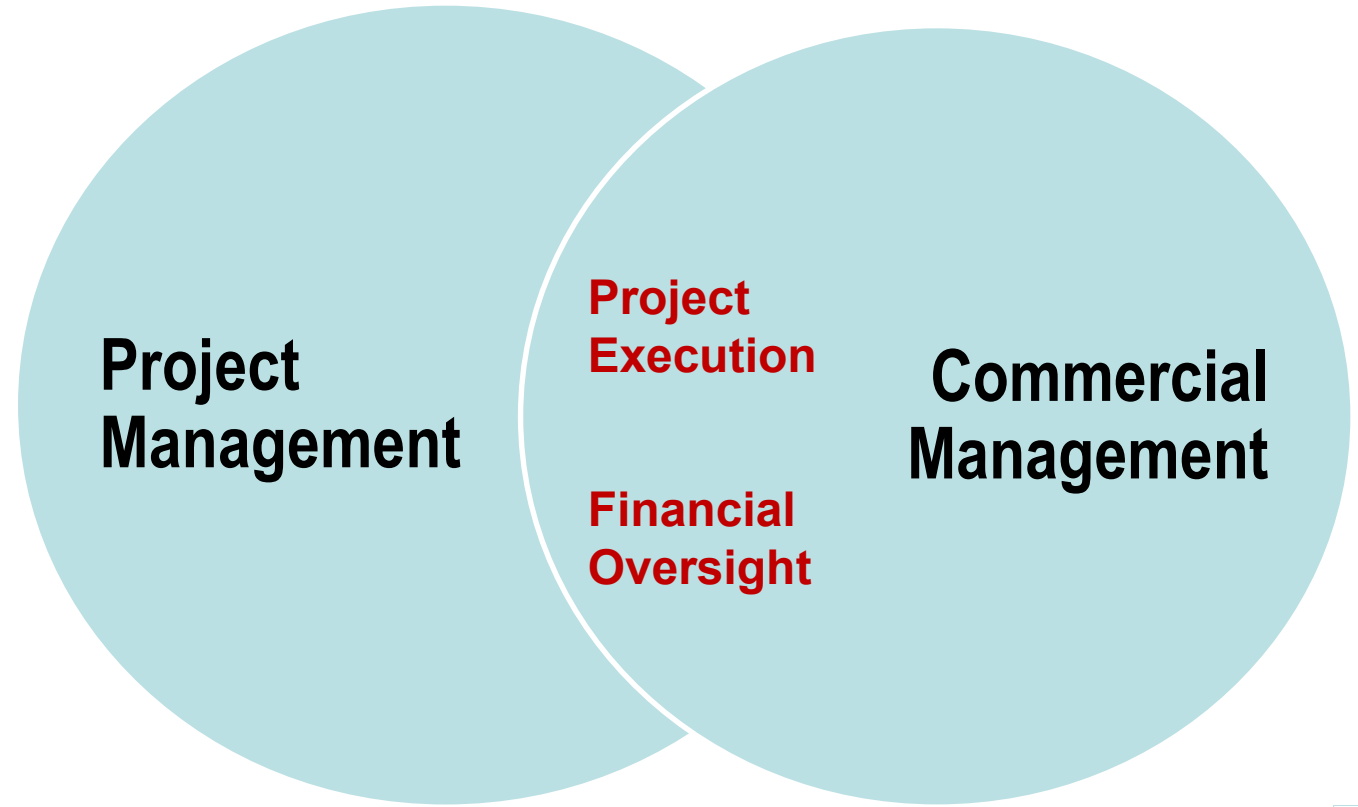 Project
Management
Project
Execution
Financial
Oversight
Commercial
Management